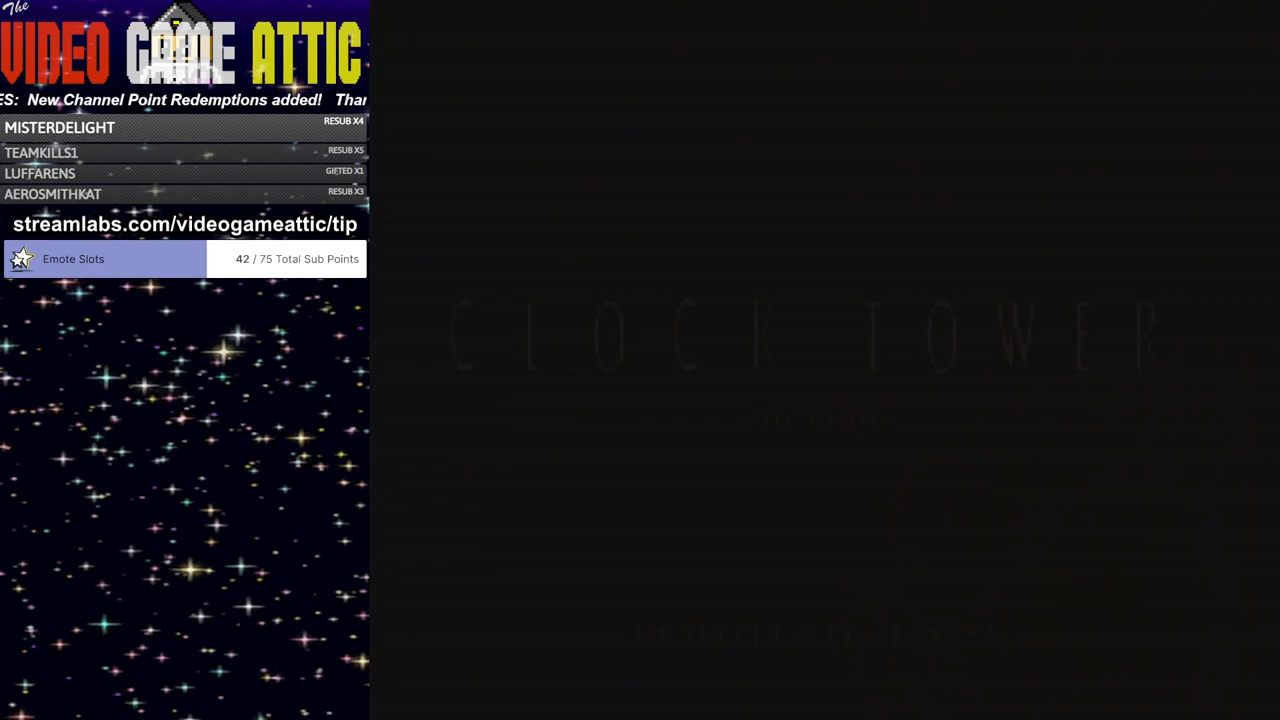 The
VIDEO GAME ATTIC
ES: New Channel Point Redemptions added! Than
MISTERDELIGHT RESUB X4
TEAMKILLS1 RESUB X5
LUFFARENS GIFTED X1
AEROSMITHKAT RESUB X3
streamlabs.com/videogameattic/tip
Emote Slots 42 / 75 Total Sub Points
CLOCK TOWER